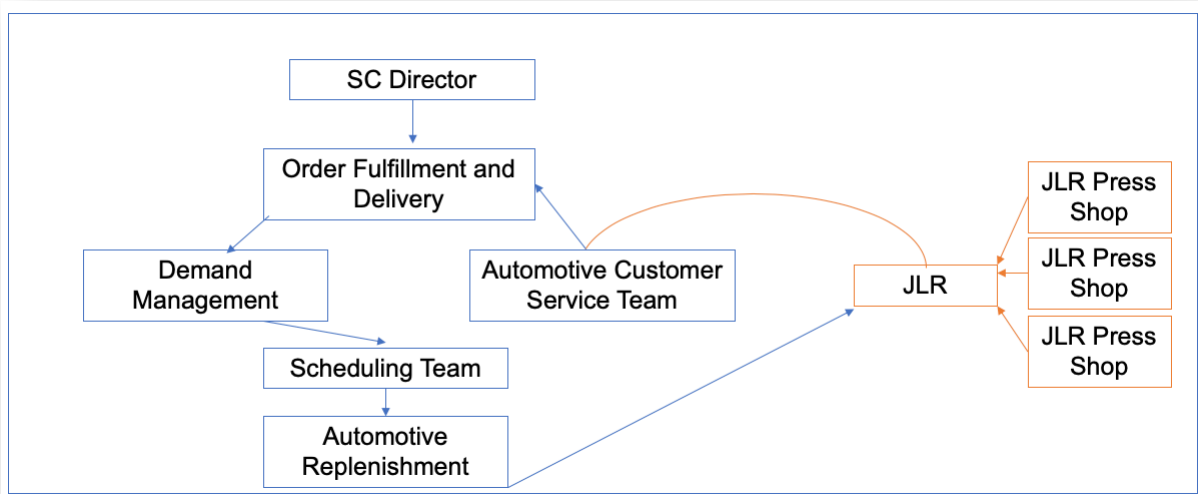 SC Director
Order Fulfillment and
Delivery
Demand
Management
Automotive Customer
Service Team
Scheduling Team
Automotive
Replenishment
JLR
JLR Press
Shop
JLR Press
Shop
JLR Press
Shop